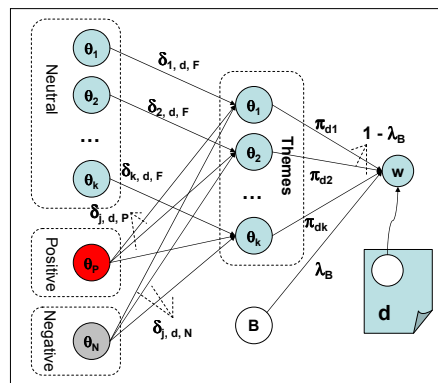 Neutral
θ1
θ2
...
θk
Positive
θP
Negative
θN
δ1, d, F
δ2, d, F
δk, d, F
δj, d, P
δj, d, N
Themes
θ1
θ2
...
θk
πd1
πd2
πdk
1 - λB
λB
B
w
d